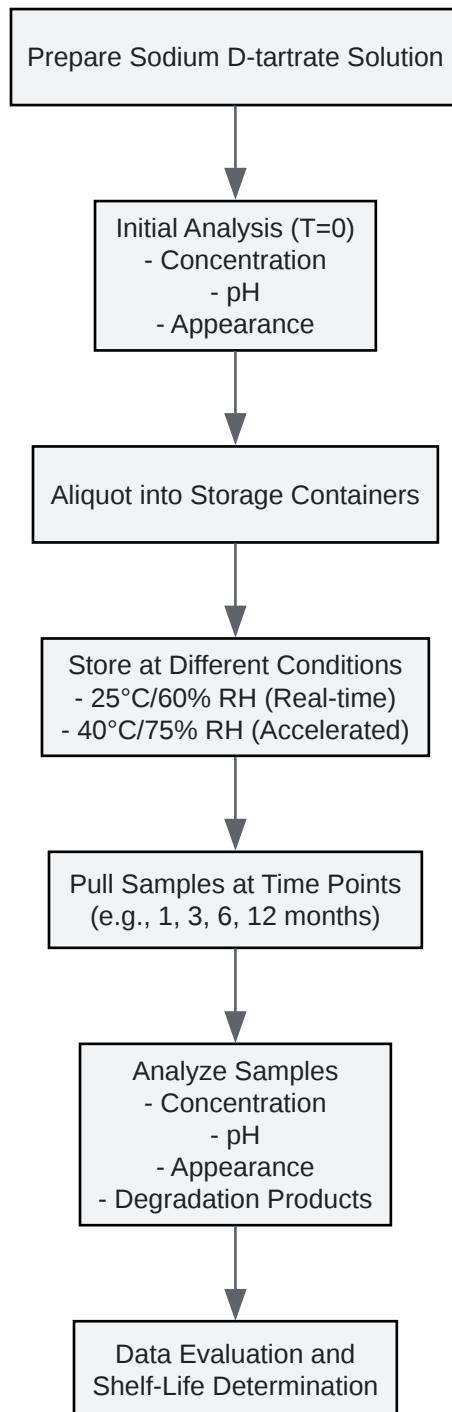 Prepare Sodium D-tartrate Solution
Initial Analysis (T=0)
- Concentration
- pH
- Appearance
Aliquot into Storage Containers
Store at Different Conditions
- 25°C/60% RH (Real-time)
- 40°C/75% RH (Accelerated)
Pull Samples at Time Points
(e.g., 1, 3, 6, 12 months)
Analyze Samples
- Concentration
- pH
- Appearance
- Degradation Products
Data Evaluation and
Shelf-Life Determination